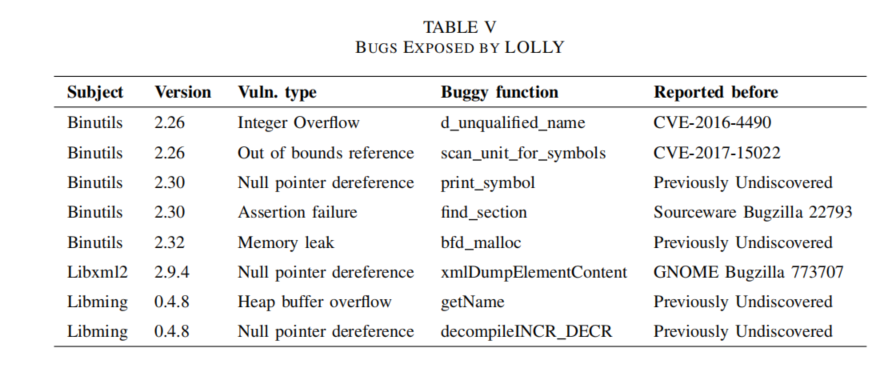 TABLE V
BUGS EXPOSED BY LOLLY
Subject Version Vuln. type Buggy function Reported before
Binutils 2.26 Integer Overflow d_unqualified_name CVE-2016-4490
Binutils 2.26 Out of bounds reference scan_unit_for_symbols CVE-2017-15022
Binutils 2.30 Null pointer dereference print_symbol Previously Undiscovered
Binutils 2.30 Assertion failure find_section Sourceware Bugzilla 22793
Binutils 2.32 Memory leak bfd_malloc Previously Undiscovered
Libxml2 2.9.4 Null pointer dereference xmlDumpElementContent GNOME Bugzilla 773707
Libming 0.4.8 Heap buffer overflow getName Previously Undiscovered
Libming 0.4.8 Null pointer dereference decompileINCR_DECR Previously Undiscovered